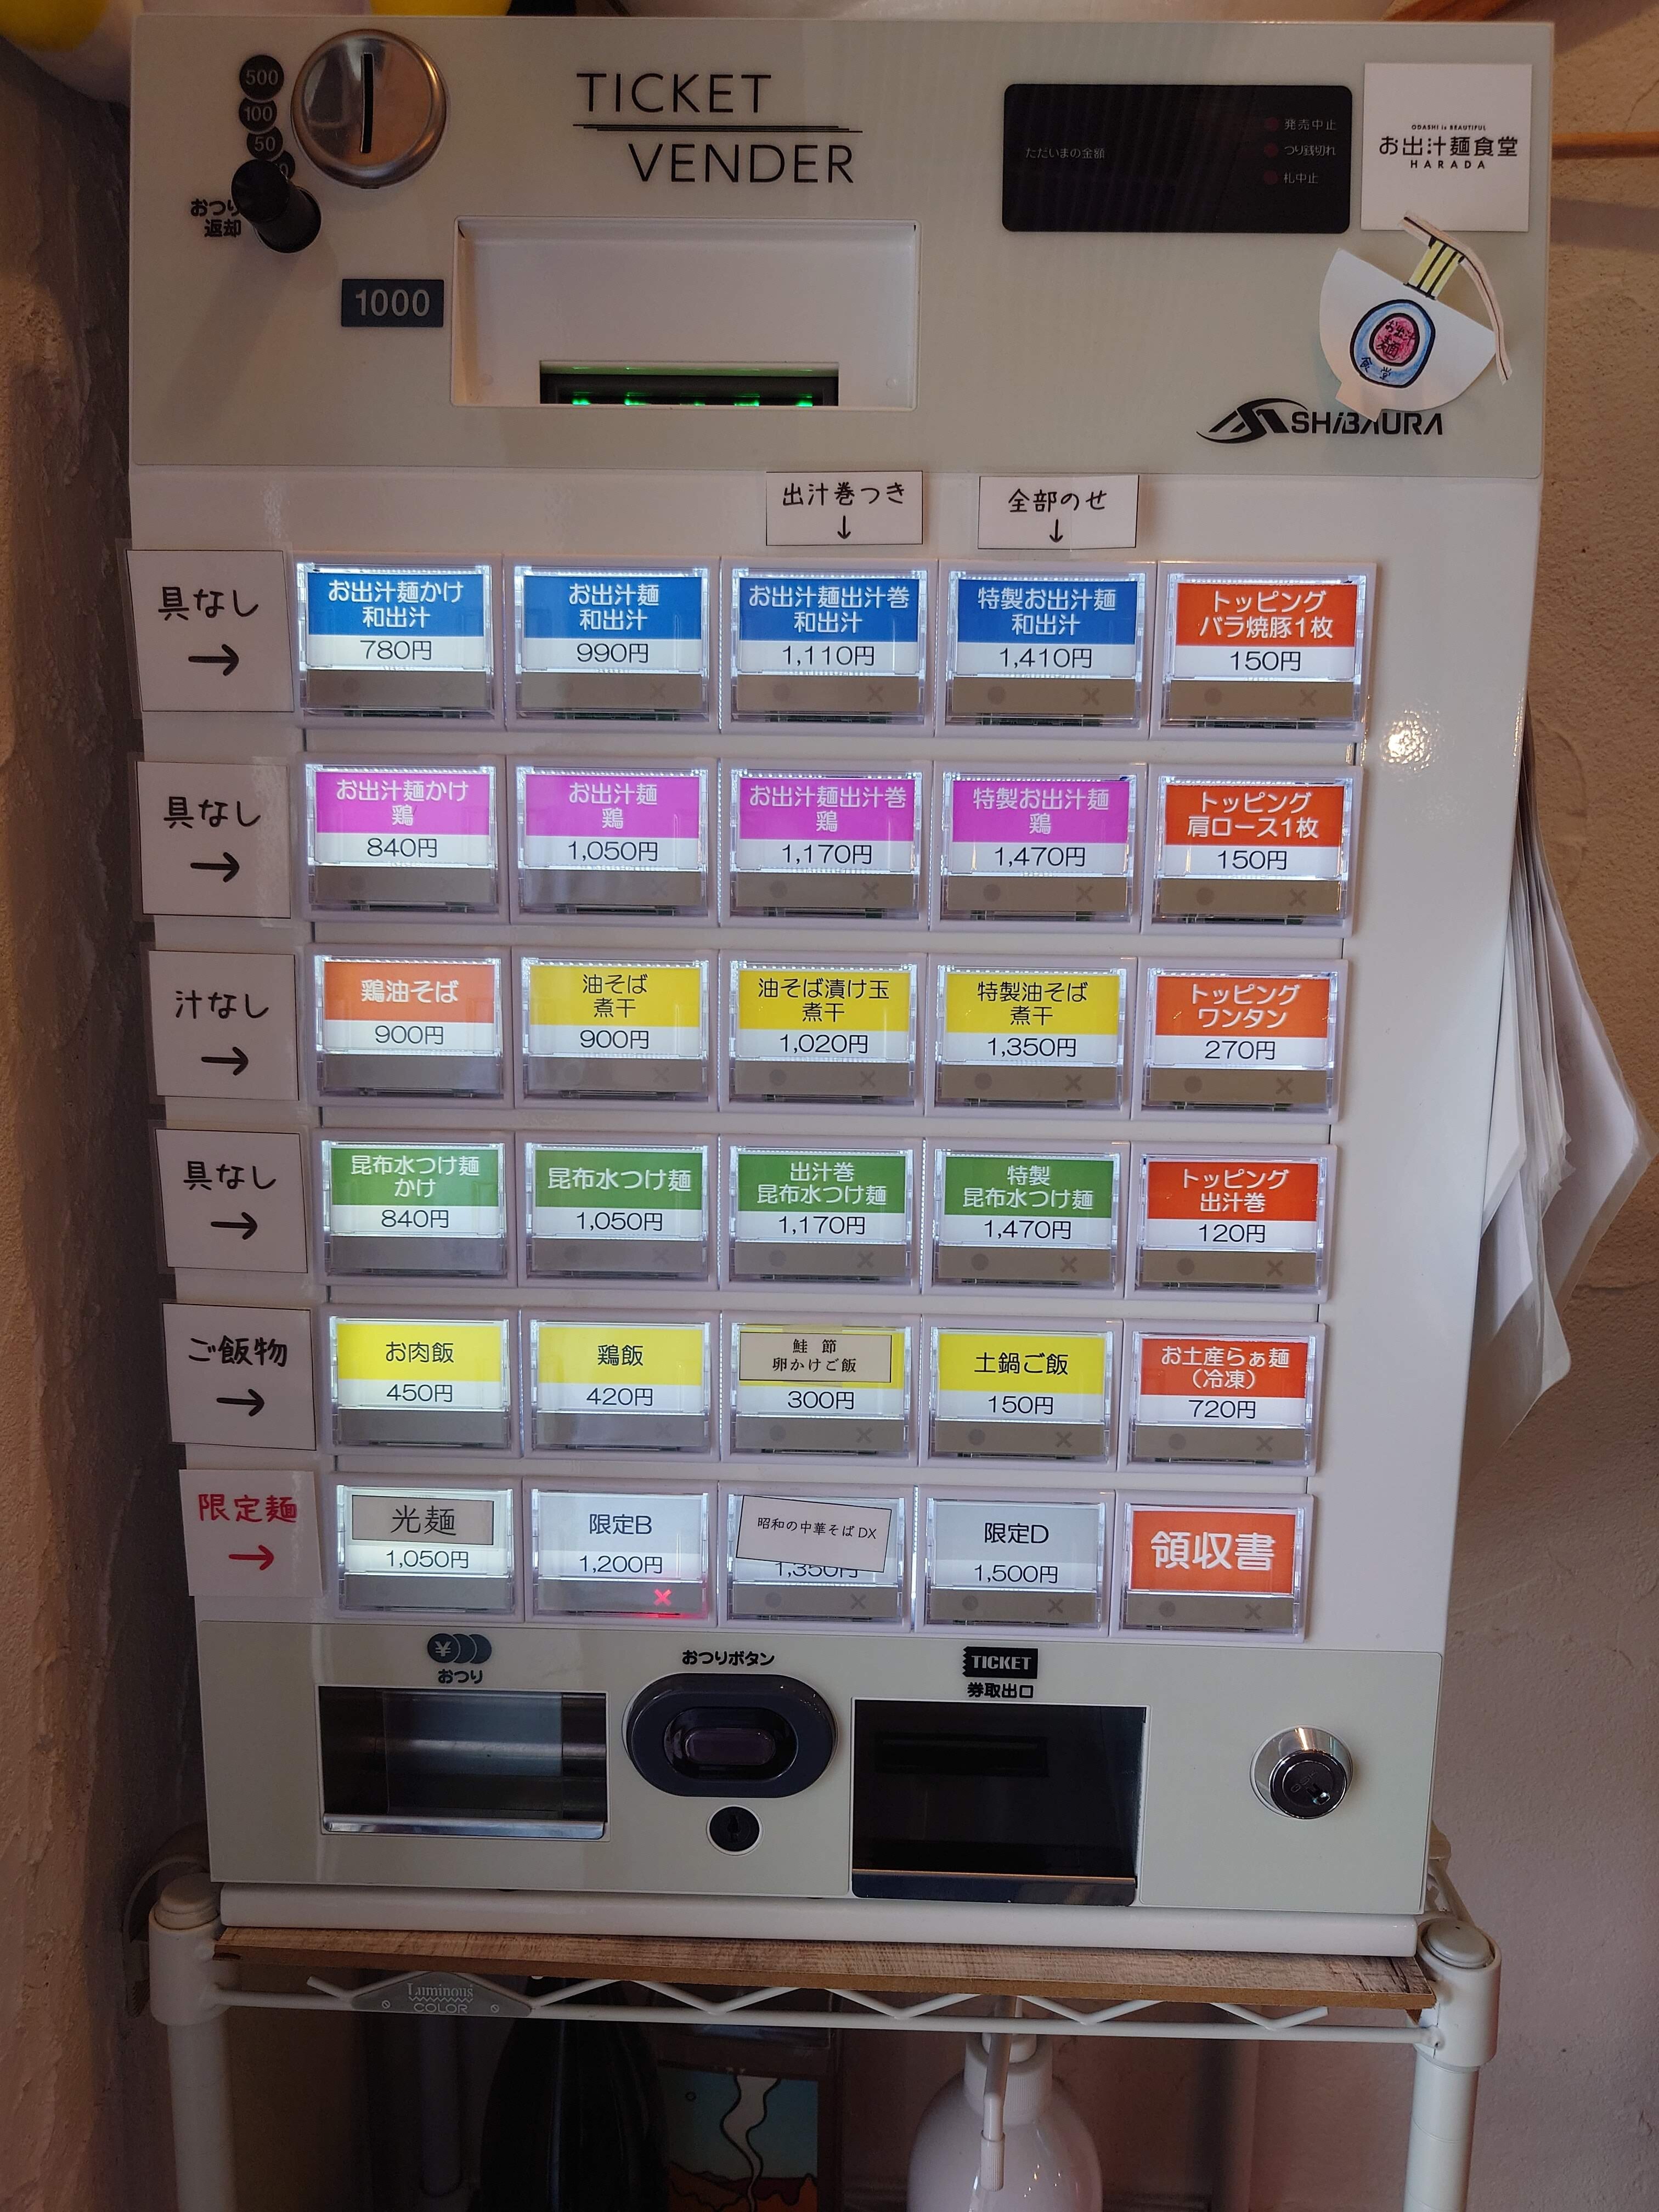 500
100
50
おつり
返却
TICKET
VENDER
1000
ただいまの金額
発売中止
つり銭切れ
札中止
ODASHI is BEAUTIFUL
お出汁麺食堂
HARADA
お出汁
麺
食堂
SHiBAURA
出汁巻つき
↓
全部のせ
↓
具なし
→
お出汁麺かけ
和出汁
780円
お出汁麺
和出汁
990円
お出汁麺出汁巻
和出汁
1,110円
特製お出汁麺
和出汁
1,410円
トッピング
バラ焼豚1枚
150円
具なし
→
お出汁麺かけ
鶏
840円
お出汁麺
鶏
1,050円
お出汁麺出汁巻
鶏
1,170円
特製お出汁麺
鶏
1,470円
トッピング
肩ロース1枚
150円
汁なし
→
鶏油そば
900円
油そば
煮干
900円
油そば漬け玉
煮干
1,020円
特製油そば
煮干
1,350円
トッピング
ワンタン
270円
具なし
→
昆布水つけ麺
かけ
840円
昆布水つけ麺
1,050円
出汁巻
昆布水つけ麺
1,170円
特製
昆布水つけ麺
1,470円
トッピング
出汁巻
120円
ご飯物
→
お肉飯
450円
鶏飯
420円
鮭 節
卵かけご飯
300円
土鍋ご飯
150円
お土産らぁ麺
（冷凍）
720円
限定麺
→
光麺
1,050円
限定B
1,200円
昭和の中華そば DX
1,350円
限定D
1,500円
領収書
おつり
おつりボタン
TICKET
券取出口
Luminous
COLOR